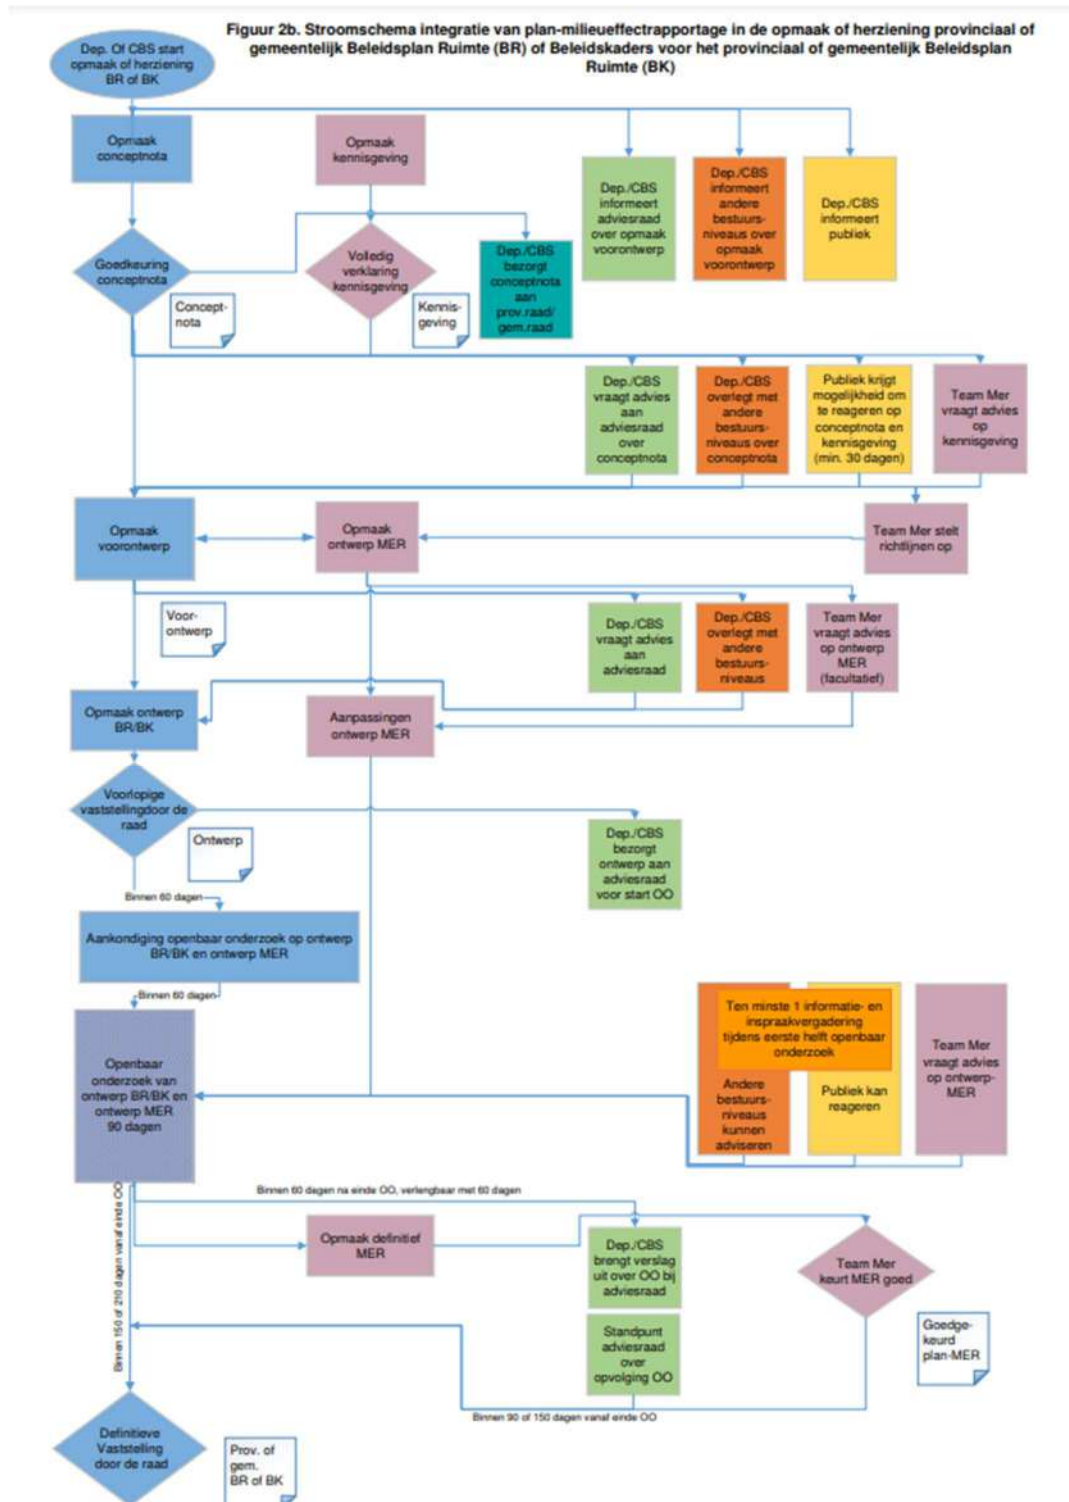 Figuur 2b. Stroomschema integratie van plan-milieueffectrapportage in de opmaak of herziening provinciaal of
gemeentelijk Beleidsplan Ruimte (BR) of Beleidskaders voor het provinciaal of gemeentelijk Beleidsplan
Ruimte (BK)
Dep. Of CBS start
opmaak of herziening
BR of BK
Opmaak
conceptnota
Opmaak
kennisgeving
Dep./CBS
informeert
adviesraad
over opmaak
voorontwerp
Dep./CBS
informeert
andere
bestuurs-
niveaus over
opmaak
voorontwerp
Dep./CBS
informeert
publiek
Goedkeuring
conceptnota
Volledig
verklaring
kennisgeving
Dep./CBS
bezorgt
conceptnota
aan
prov.raad/
gem.raad
Concept-
nota
Kennis-
geving
Dep./CBS
vraagt advies
aan
adviesraad
over
conceptnota
Dep./CBS
overlegt met
andere
bestuurs-
niveaus over
conceptnota
Publiek krijgt
mogelijkheid om
te reageren op
conceptnota en
kennisgeving
(min. 30 dagen)
Team Mer
vraagt advies
op
kennisgeving
Opmaak
voorontwerp
Opmaak
ontwerp MER
Team Mer stelt
richtlijnen op
Voor-
ontwerp
Dep./CBS
vraagt advies
aan
adviesraad
Dep./CBS
overlegt met
andere
bestuurs-
niveaus
Team Mer
vraagt advies
op ontwerp
MER
(facultatief)
Opmaak ontwerp
BR/BK
Aanpassingen
ontwerp MER
Voorlopige
vaststellingdoor de
raad
Ontwerp
Dep./CBS
bezorgt
ontwerp aan
adviesraad
voor start OO
Binnen 60 dagen
Aankondiging openbaar onderzoek op ontwerp
BR/BK en ontwerp MER
Binnen 60 dagen
Openbaar
onderzoek van
ontwerp BR/BK en
ontwerp MER
90 dagen
Ten minste 1 informatie- en
inspraakvergadering
tijdens eerste helft openbaar
onderzoek
Andere
bestuurs-
niveaus
kunnen
adviseren
Publiek kan
reageren
Team Mer
vraagt advies
op ontwerp-
MER
Binnen 60 dagen na einde OO, verlengbaar met 60 dagen
Binnen 150 of 210 dagen vanaf einde OO
Opmaak definitief
MER
Dep./CBS
brengt verslag
uit over OO bij
adviesraad
Team Mer
keurt MER goed
Standpunt
adviesraad
over
opvolging OO
Goedge-
keurd
plan-MER
Binnen 90 of 150 dagen vanaf einde OO
Definitieve
Vaststelling
door de raad
Prov. of
gem.
BR of BK